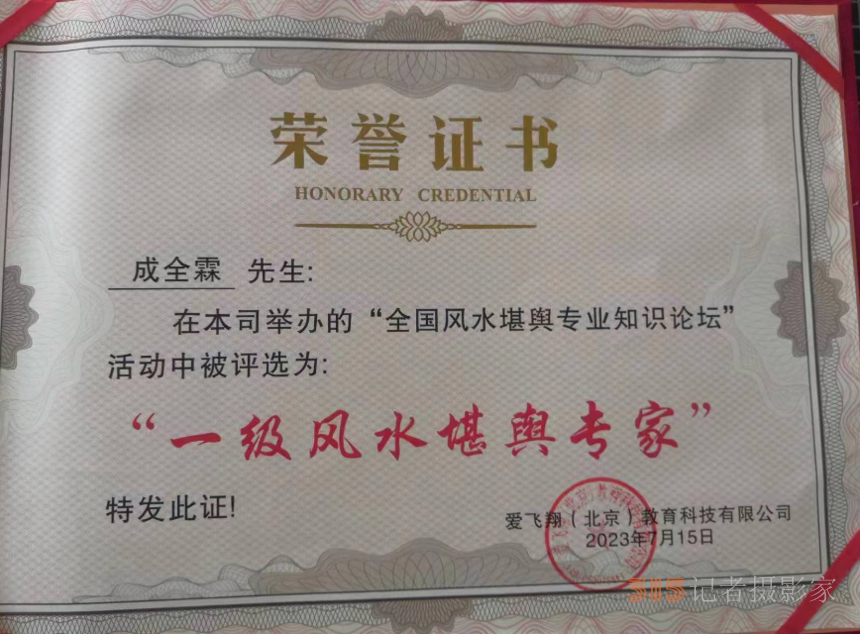 荣誉证书
HONORARY CREDENTIAL
成全霖 先生:
在本司举办的“全国风水堪舆专业知识论坛”
活动中被评选为:
“一级风水堪舆专家”
特发此证!
爱飞翔（北京）教育科技有限公司
2023年7月15日
315记者摄影家